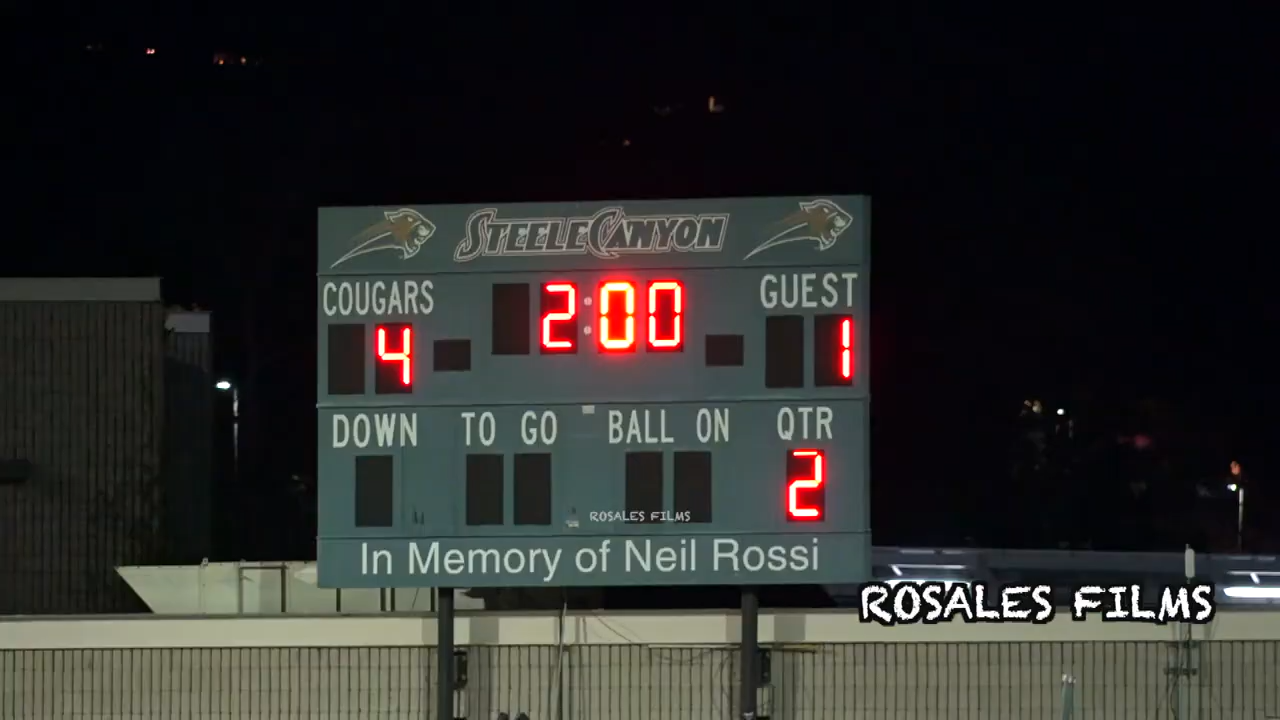 STEELE CANYON
COUGARS 2:00 GUEST
4 1
DOWN TO GO BALL ON QTR
2
ROSALES FILMS
In Memory of Neil Rossi
ROSALES FILMS